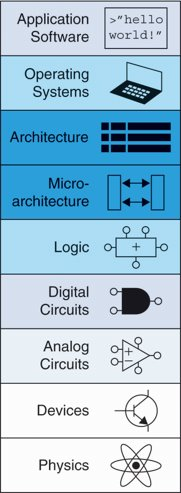 Application
Software
>"hello
world!"
Operating
Systems
Architecture
Micro-
architecture
Logic
+
Digital
Circuits
Analog
Circuits
+
−
Devices
Physics